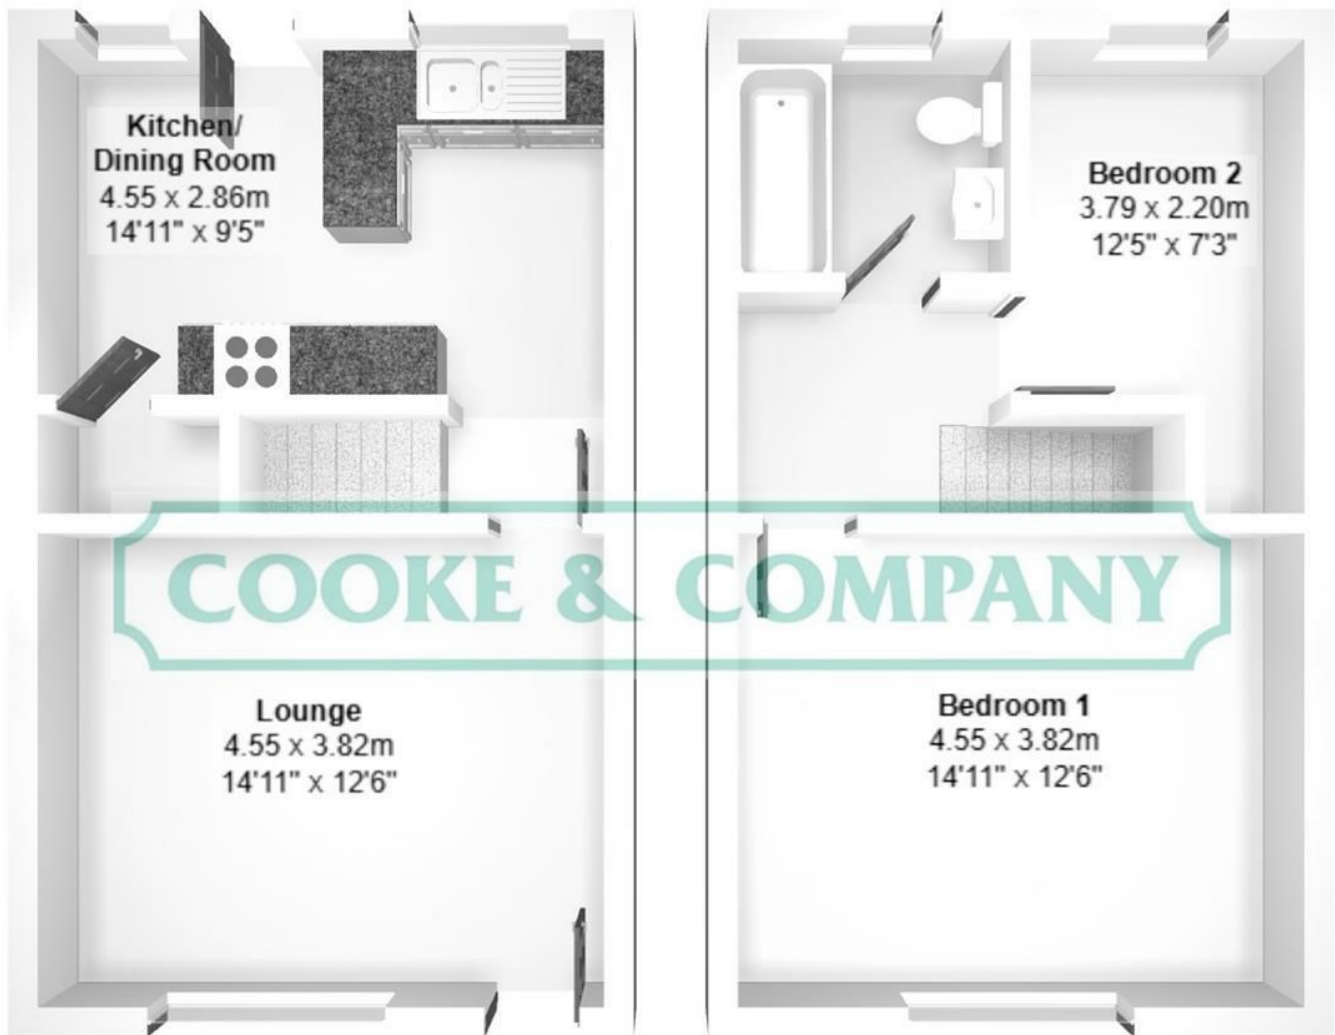 Kitchen/
Dining Room
4.55 x 2.86m
14'11" x 9'5"
Bedroom 2
3.79 x 2.20m
12'5" x 7'3"
COOKE & COMPANY
Lounge
4.55 x 3.82m
14'11" x 12'6"
Bedroom 1
4.55 x 3.82m
14'11" x 12'6"